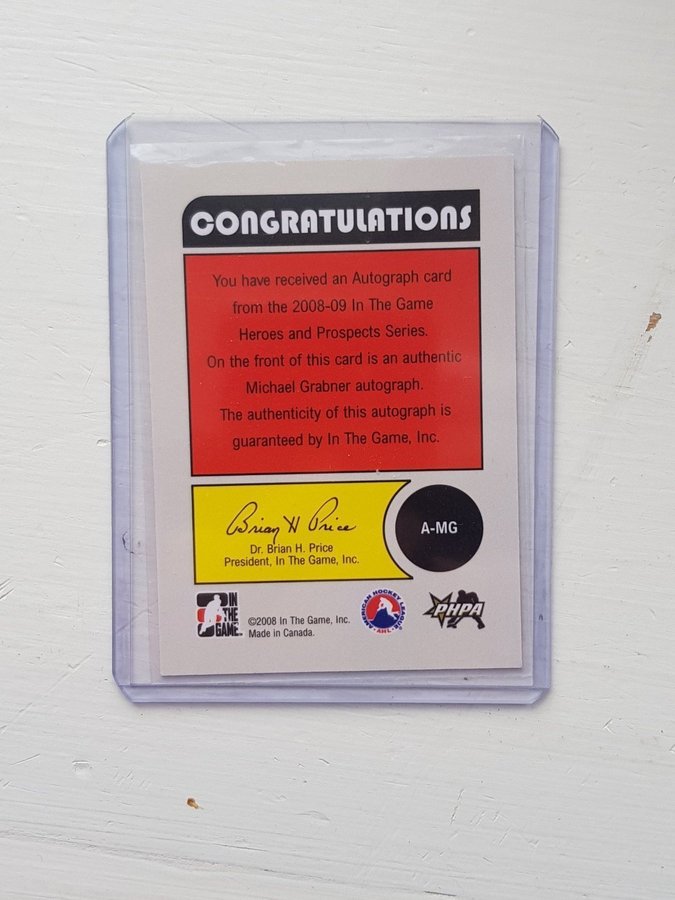 CONGRATULATIONS
You have received an Autograph card
from the 2008-09 In The Game
Heroes and Prospects Series.
On the front of this card is an authentic
Michael Grabner autograph.
The authenticity of this autograph is
guaranteed by In The Game, Inc.
Brian H Price
Dr. Brian H. Price
President, In The Game, Inc.
A-MG
IN
THE
GAME
©2008 In The Game, Inc.
Made in Canada.
AMERICAN HOCKEY LEAGUE
AHL
PHPA